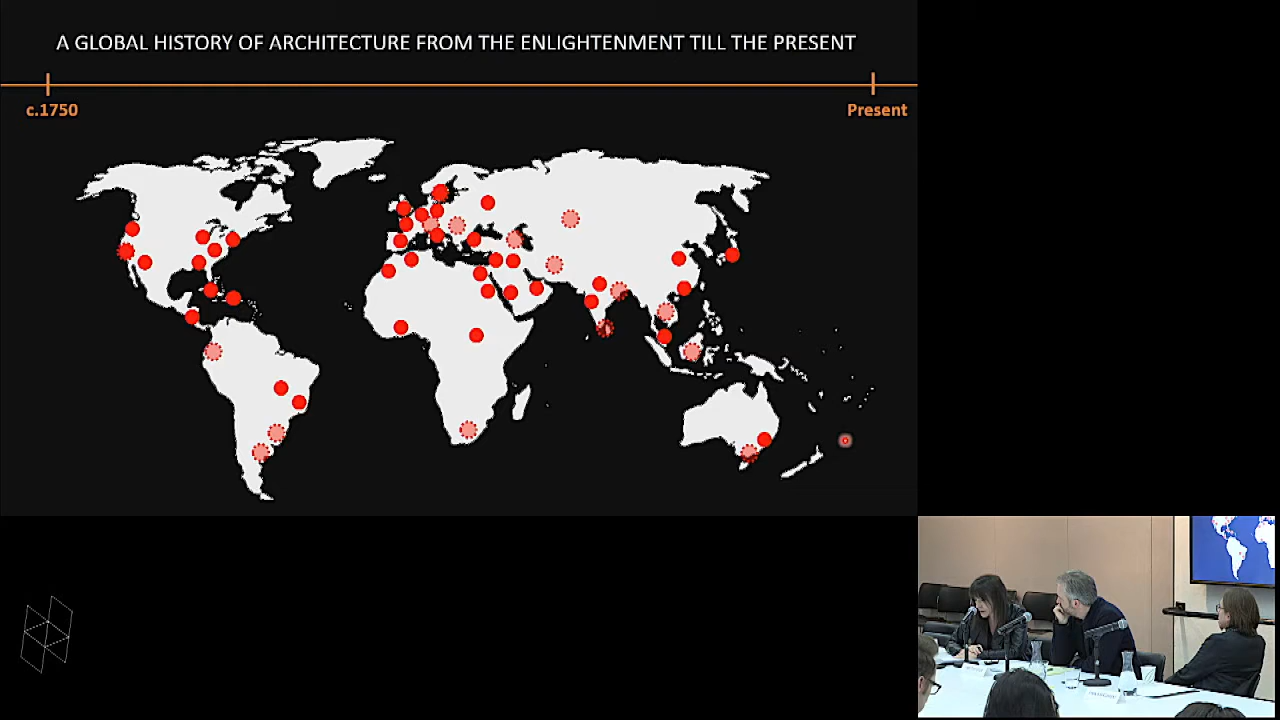 A GLOBAL HISTORY OF ARCHITECTURE FROM THE ENLIGHTENMENT TILL THE PRESENT
c.1750
Present